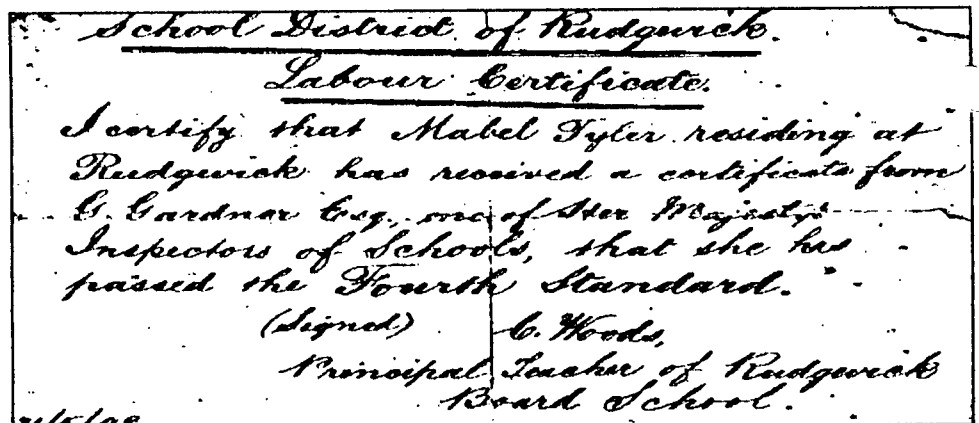 School District of Rudgwick.
Labour Certificate.
I certify that Mabel Tyler residing at
Rudgwick has received a certificate from
G. Gardner Esq., one of Her Majesty's
Inspectors of Schools, that she has
passed the Fourth Standard.
(Signed) C. Woods,
Principal Teacher of Rudgwick
Board School.